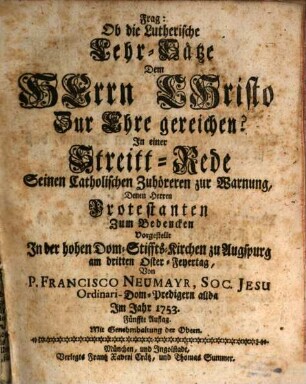 Frag:
Ob die Lutherische
Lehr-Sätze
Dem
HErrn CHristo
Zur Ehre gereichen?
In einer
Streitt-Rede
Seinen Catholischen Zuhöreren zur Warnung,
Denen Herren
Protestanten
Zum Bedencken
Vorgestellt
In der hohen Dom-Stiffts-Kirchen zu Augspurg
am dritten Oster-Feyertag,
Von
P. FRANCISCO NEUMAYR, SOC. JESU
Ordinari-Dom-Predigern allda
Im Jahr 1753.
Fünffte Auflag.
Mit Genehmhaltung der Obern.
München, und Ingolstadt,
Verlegts Frantz Xaveri Crätz, und Thomas Summer.